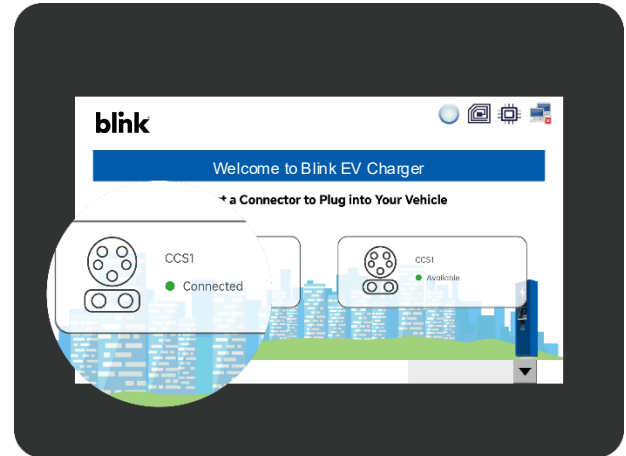 blink
Welcome to Blink EV Charger
a Connector to Plug into Your Vehicle
CCS1
Connected
CCS1
Available